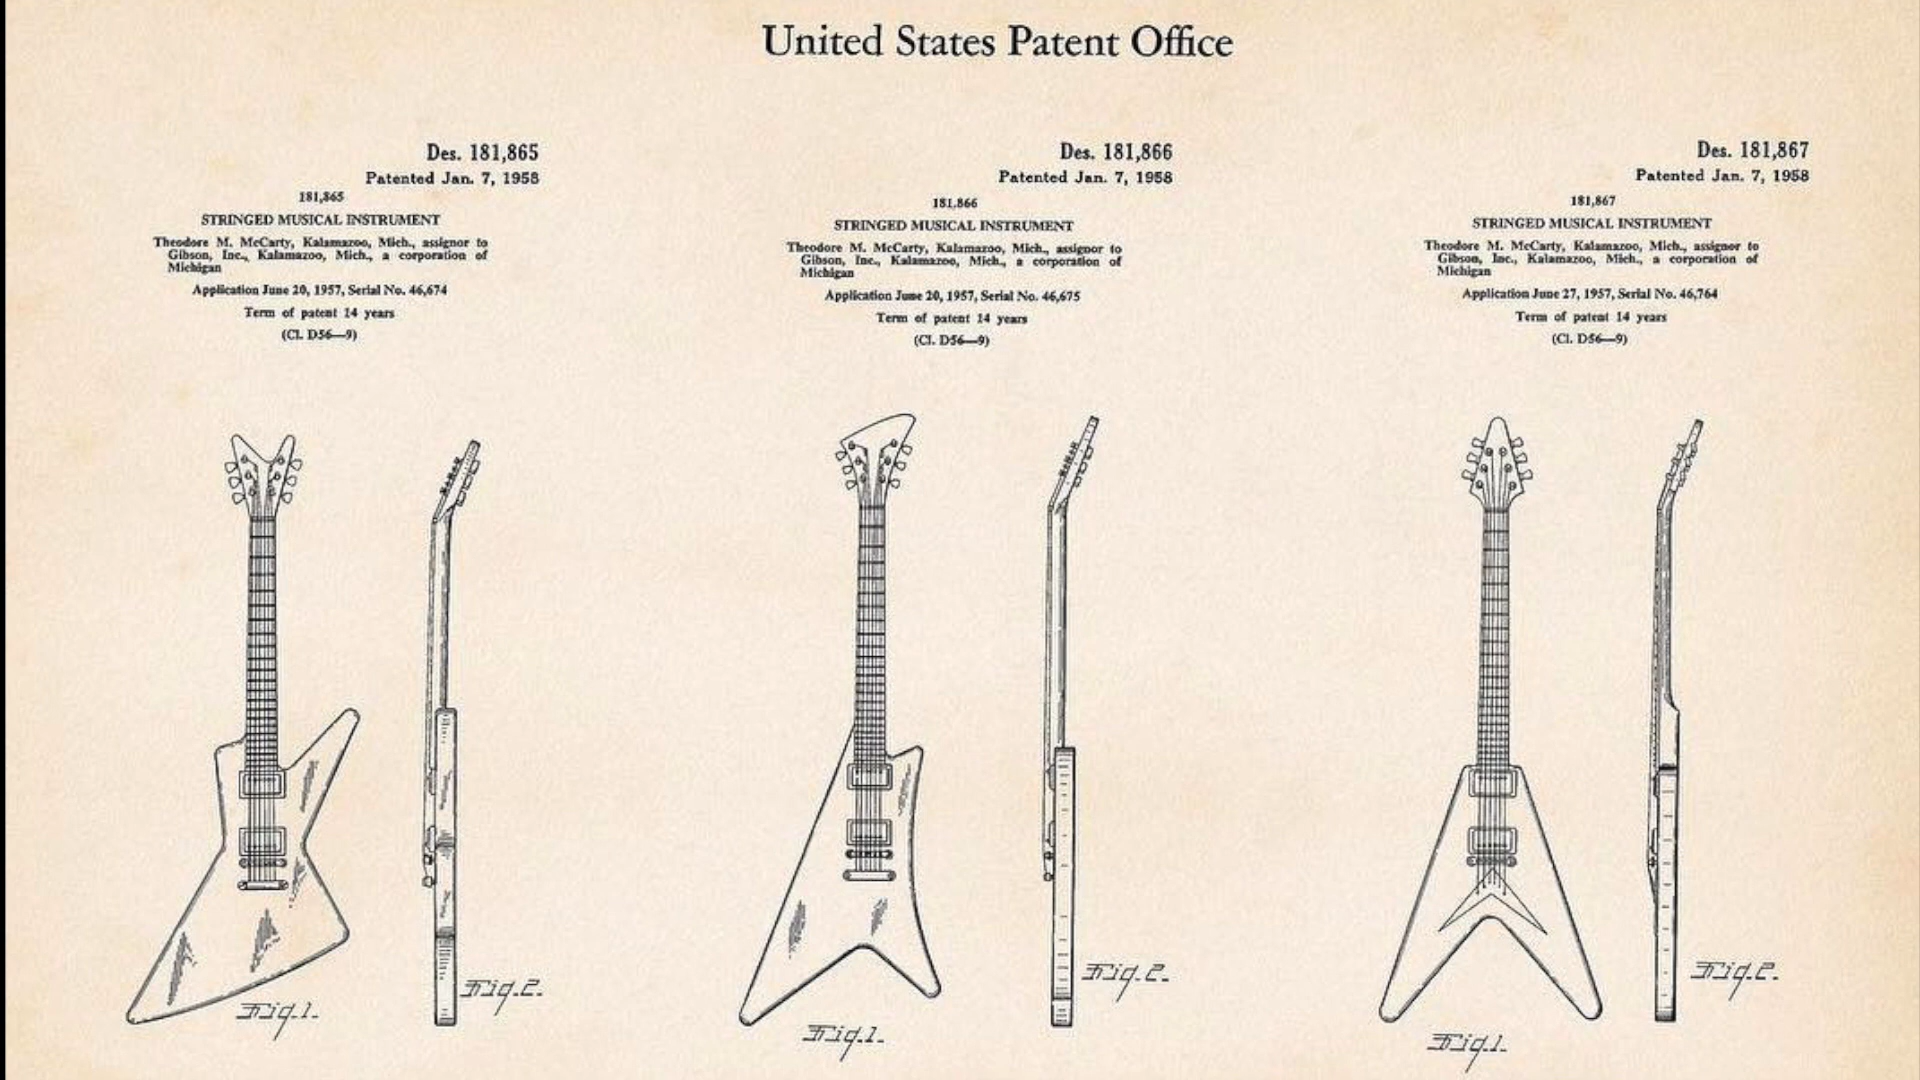 United States Patent Office
Des. 181,865
Patented Jan. 7, 1958
181,865
STRINGED MUSICAL INSTRUMENT
Theodore M. McCarty, Kalamazoo, Mich., assignor to
Gibson, Inc., Kalamazoo, Mich., a corporation of
Michigan
Application June 20, 1957, Serial No. 46,674
Term of patent 14 years
(Cl. D56—9)
Fig.1.
Fig.2.
Des. 181,866
Patented Jan. 7, 1958
181,866
STRINGED MUSICAL INSTRUMENT
Theodore M. McCarty, Kalamazoo, Mich., assignor to
Gibson, Inc., Kalamazoo, Mich., a corporation of
Michigan
Application June 20, 1957, Serial No. 46,675
Term of patent 14 years
(Cl. D56—9)
Fig.1.
Fig.2.
Des. 181,867
Patented Jan. 7, 1958
181,867
STRINGED MUSICAL INSTRUMENT
Theodore M. McCarty, Kalamazoo, Mich., assignor to
Gibson, Inc., Kalamazoo, Mich., a corporation of
Michigan
Application June 27, 1957, Serial No. 46,764
Term of patent 14 years
(Cl. D56—9)
Fig.1.
Fig.2.